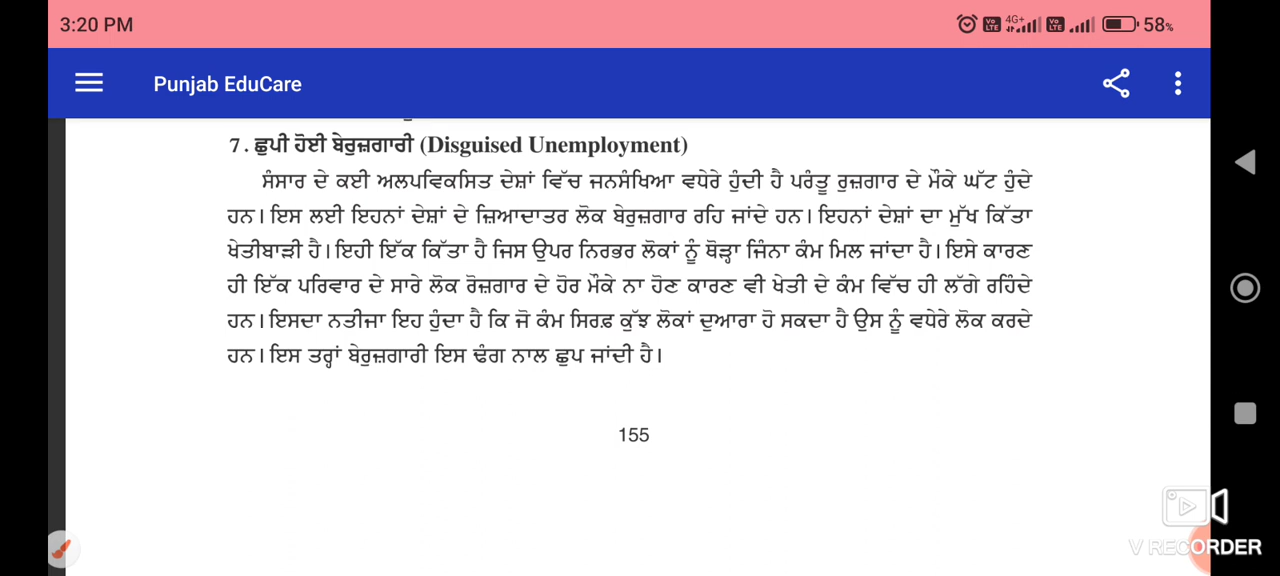 3:20 PM
4G+
58%
Punjab EduCare
7. ਛੁਪੀ ਹੋਈ ਬੇਰੁਜ਼ਗਾਰੀ (Disguised Unemployment)
ਸੰਸਾਰ ਦੇ ਕਈ ਅਲਪਵਿਕਸਿਤ ਦੇਸ਼ਾਂ ਵਿੱਚ ਜਨਸੰਖਿਆ ਵਧੇਰੇ ਹੁੰਦੀ ਹੈ ਪਰੰਤੂ ਰੁਜ਼ਗਾਰ ਦੇ ਮੌਕੇ ਘੱਟ ਹੁੰਦੇ
ਹਨ। ਇਸ ਲਈ ਇਹਨਾਂ ਦੇਸ਼ਾਂ ਦੇ ਜ਼ਿਆਦਾਤਰ ਲੋਕ ਬੇਰੁਜ਼ਗਾਰ ਰਹਿ ਜਾਂਦੇ ਹਨ। ਇਹਨਾਂ ਦੇਸ਼ਾਂ ਦਾ ਮੁੱਖ ਕਿੱਤਾ
ਖੇਤੀਬਾੜੀ ਹੈ। ਇਹੀ ਇੱਕ ਕਿੱਤਾ ਹੈ ਜਿਸ ਉਪਰ ਨਿਰਭਰ ਲੋਕਾਂ ਨੂੰ ਥੋੜ੍ਹਾ ਜਿੰਨਾ ਕੰਮ ਮਿਲ ਜਾਂਦਾ ਹੈ। ਇਸੇ ਕਾਰਣ
ਹੀ ਇੱਕ ਪਰਿਵਾਰ ਦੇ ਸਾਰੇ ਲੋਕ ਰੋਜ਼ਗਾਰ ਦੇ ਹੋਰ ਮੌਕੇ ਨਾ ਹੋਣ ਕਾਰਣ ਵੀ ਖੇਤੀ ਦੇ ਕੰਮ ਵਿੱਚ ਹੀ ਲੱਗੇ ਰਹਿੰਦੇ
ਹਨ। ਇਸਦਾ ਨਤੀਜਾ ਇਹ ਹੁੰਦਾ ਹੈ ਕਿ ਜੋ ਕੰਮ ਸਿਰਫ਼ ਕੁੱਝ ਲੋਕਾਂ ਦੁਆਰਾ ਹੋ ਸਕਦਾ ਹੈ ਉਸ ਨੂੰ ਵਧੇਰੇ ਲੋਕ ਕਰਦੇ
ਹਨ। ਇਸ ਤਰ੍ਹਾਂ ਬੇਰੁਜ਼ਗਾਰੀ ਇਸ ਢੰਗ ਨਾਲ ਛੁਪ ਜਾਂਦੀ ਹੈ।
155
V RECORDER